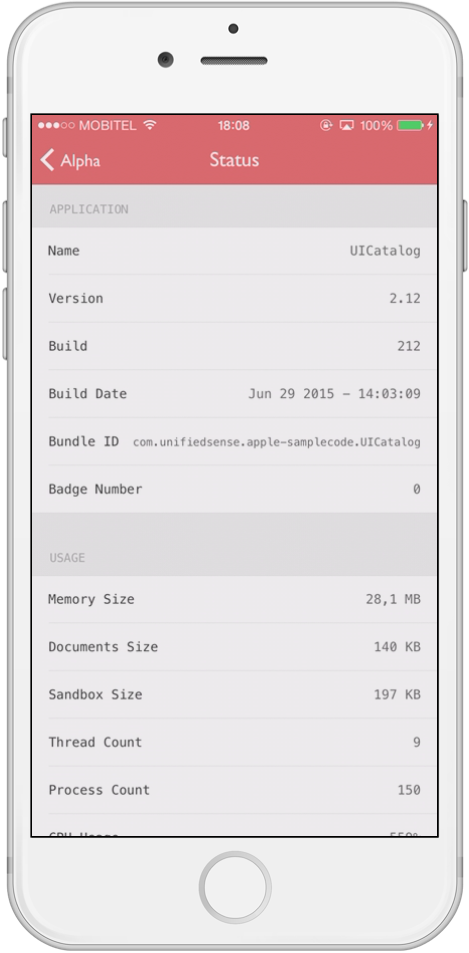 MOBITEL 18:08 100%
Alpha Status
APPLICATION
Name UICatalog
Version 2.12
Build 212
Build Date Jun 29 2015 - 14:03:09
Bundle ID com.unifiedsense.apple-samplecode.UICatalog
Badge Number 0
USAGE
Memory Size 28,1 MB
Documents Size 140 KB
Sandbox Size 197 KB
Thread Count 9
Process Count 150